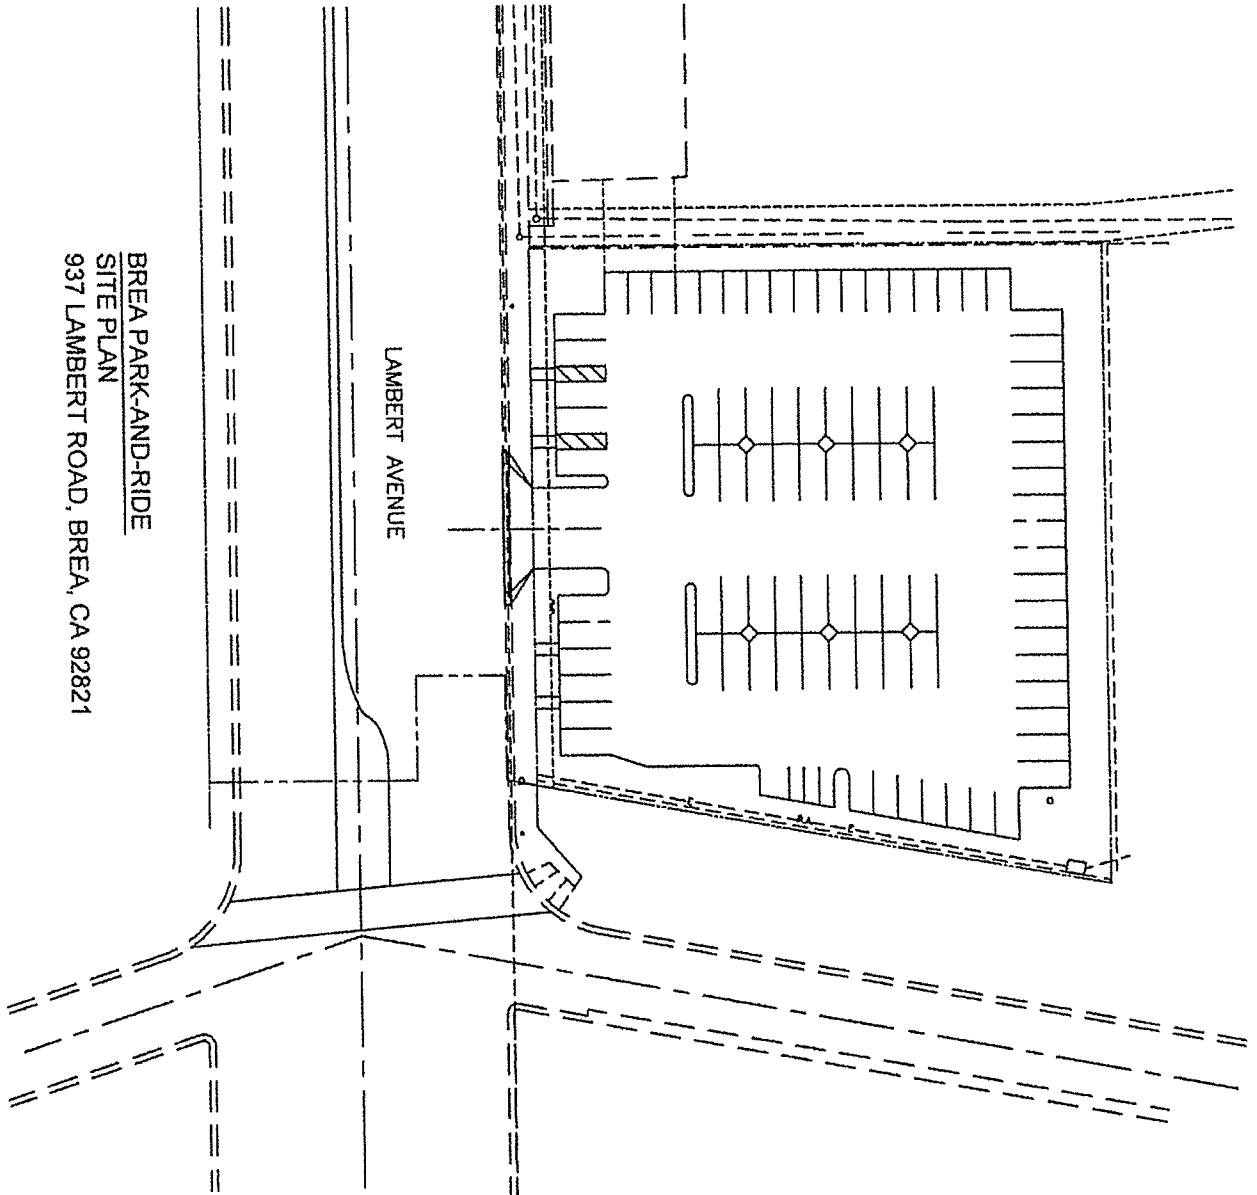 BREA PARK-AND-RIDE
SITE PLAN
937 LAMBERT ROAD, BREA, CA 92821
LAMBERT AVENUE